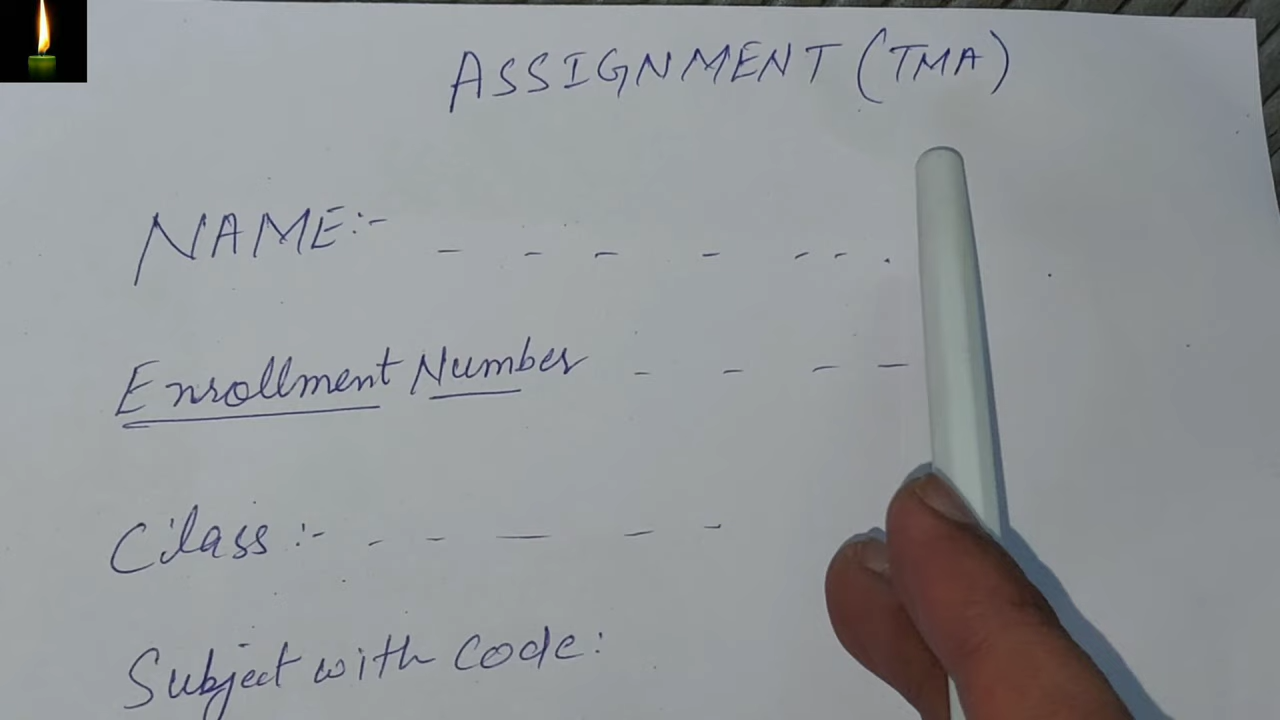 ASSIGNMENT (TMA)
NAME:- - - - - - - .
Enrollment Number - - - -
Class :- - - - - -
Subject with Code: